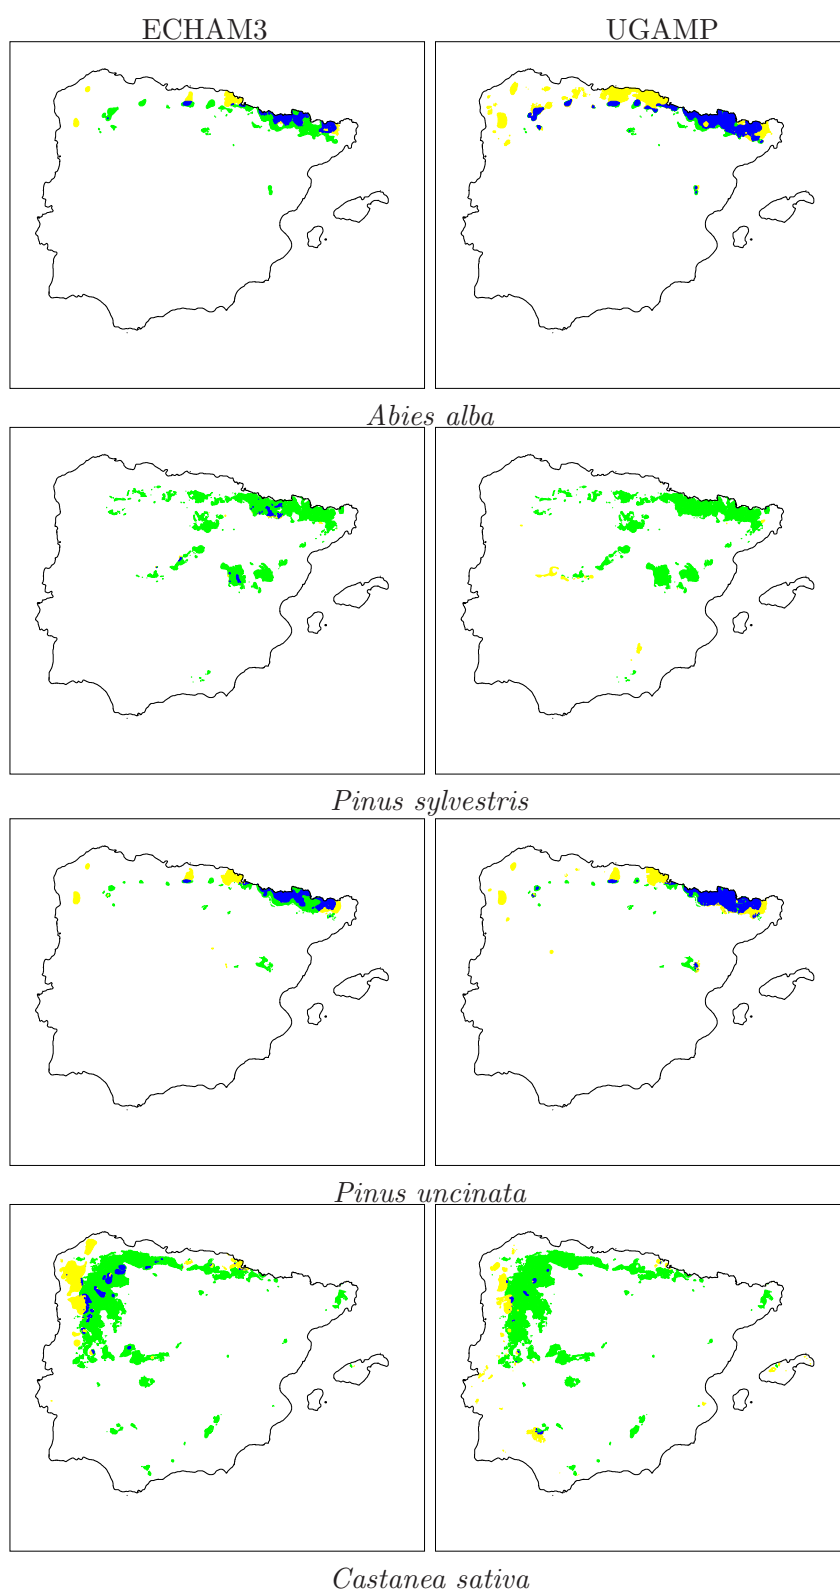 ECHAM3 UGAMP
Abies alba
Pinus sylvestris
Pinus uncinata
Castanea sativa